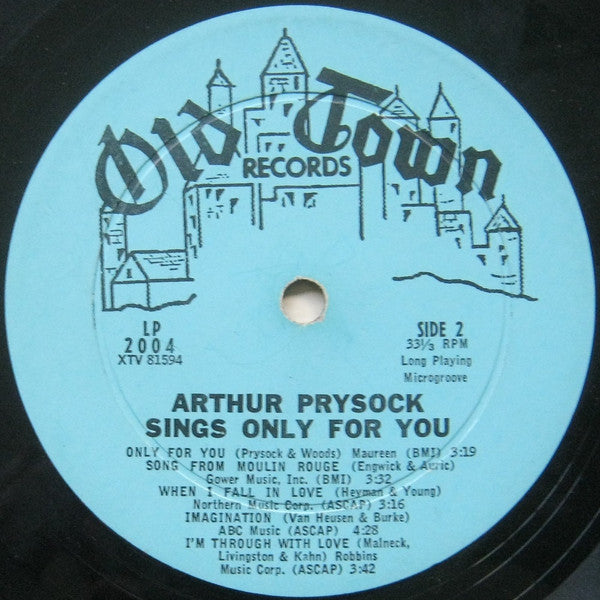 Old Town
RECORDS
LP
2004
XTV 81594
SIDE 2
33⅓ RPM
Long Playing
Microgroove
ARTHUR PRYSOCK
SINGS ONLY FOR YOU
ONLY FOR YOU (Prysock & Woods) Maureen (BMI) 3:19
SONG FROM MOULIN ROUGE (Engwick & Auric)
Gower Music, Inc. (BMI) 3:32
WHEN I FALL IN LOVE (Heyman & Young)
Northern Music Corp. (ASCAP) 3:16
IMAGINATION (Van Heusen & Burke)
ABC Music (ASCAP) 4:28
I'M THROUGH WITH LOVE (Malneck,
Livingston & Kahn) Robbins
Music Corp. (ASCAP) 3:42